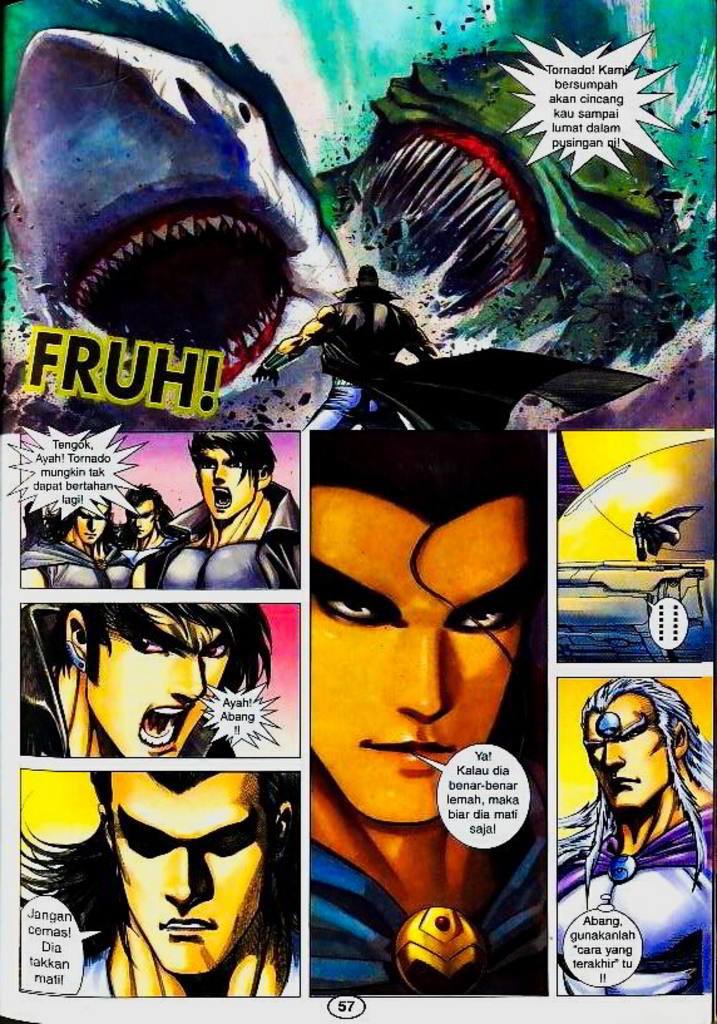 Tornado! Kami
bersumpah
akan cincang
kau sampai
lumat dalam
pusingan ni!
FRUH!
Tengok,
Ayah! Tornado
mungkin tak
dapat bertahan
lagi!
Ayah!
Abang
!!
Jangan
cemas!
Dia
takkan
mati!
Ya!
Kalau dia
benar-benar
lemah, maka
biar dia mati
saja!
Abang,
gunakanlah
"cara yang
terakhir" tu
!!
57